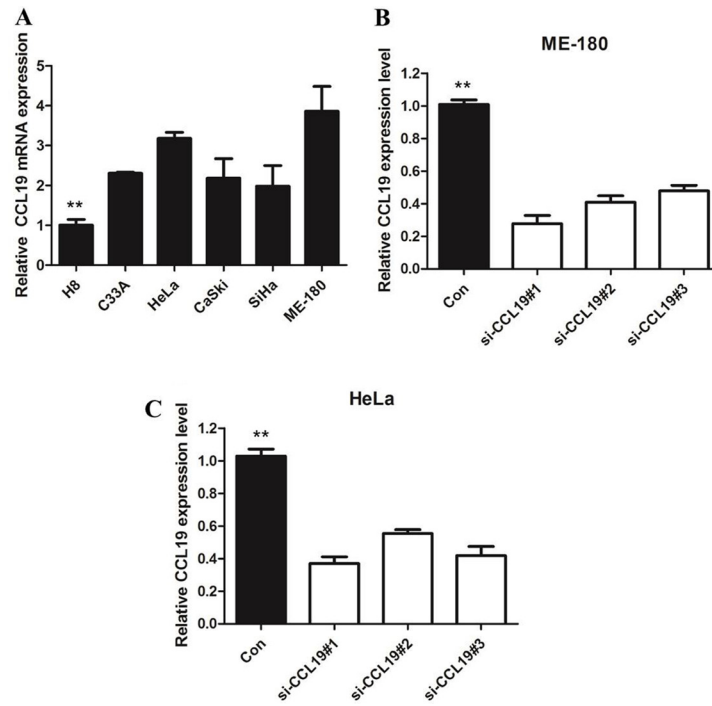 A
Relative CCL19 mRNA expression
5
4
3
2
1
0
**
H8
C33A
HeLa
CaSki
SiHa
ME-180
B
ME-180
Relative CCL19 expression level
1.2
1.0
0.8
0.6
0.4
0.2
0.0
**
Con
si-CCL19#1
si-CCL19#2
si-CCL19#3
C
HeLa
Relative CCL19 expression level
1.2
1.0
0.8
0.6
0.4
0.2
0.0
**
Con
si-CCL19#1
si-CCL19#2
si-CCL19#3